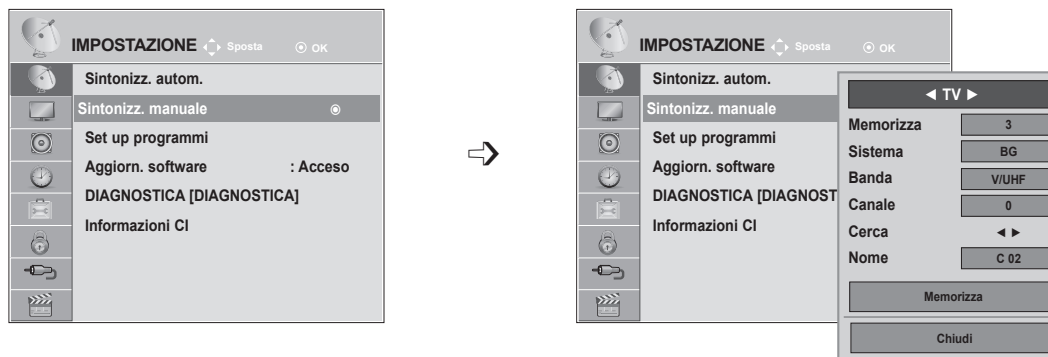 IMPOSTAZIONE Sposta OK
Sintonizz. autom.
Sintonizz. manuale
Set up programmi
Aggiorn. software : Acceso
DIAGNOSTICA [DIAGNOSTICA]
Informazioni CI
IMPOSTAZIONE Sposta OK
Sintonizz. autom.
Sintonizz. manuale
Set up programmi
Aggiorn. software
DIAGNOSTICA [DIAGNOST
Informazioni CI
◄ TV ►
Memorizza 3
Sistema BG
Banda V/UHF
Canale 0
Cerca ◄ ►
Nome C 02
Memorizza
Chiudi